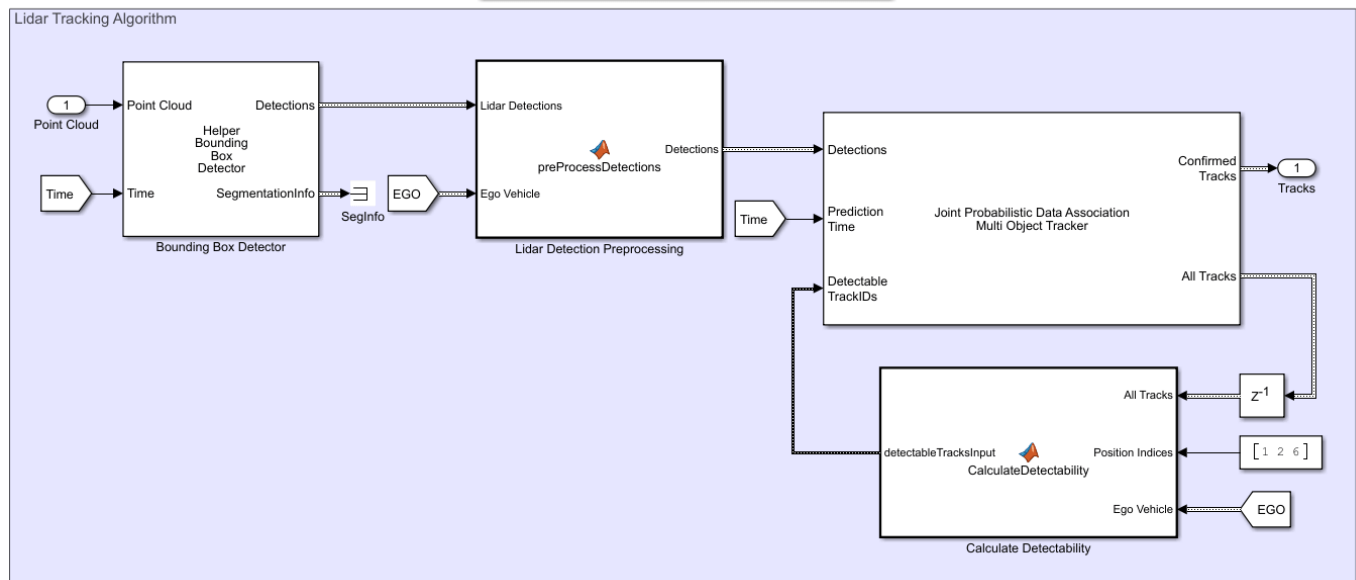 Lidar Tracking Algorithm
1
Point Cloud
Time
Point Cloud
Detections
Helper
Bounding
Box
Detector
Time
SegmentationInfo
Bounding Box Detector
SegInfo
EGO
Lidar Detections
Detections
preProcessDetections
Ego Vehicle
Lidar Detection Preprocessing
Time
Detections
Prediction
Time
Detectable
TrackIDs
Joint Probabilistic Data Association
Multi Object Tracker
Confirmed
Tracks
All Tracks
1
Tracks
Z-1
All Tracks
detectableTracksInput
Position Indices
CalculateDetectability
[1 2 6]
Ego Vehicle
EGO
Calculate Detectability